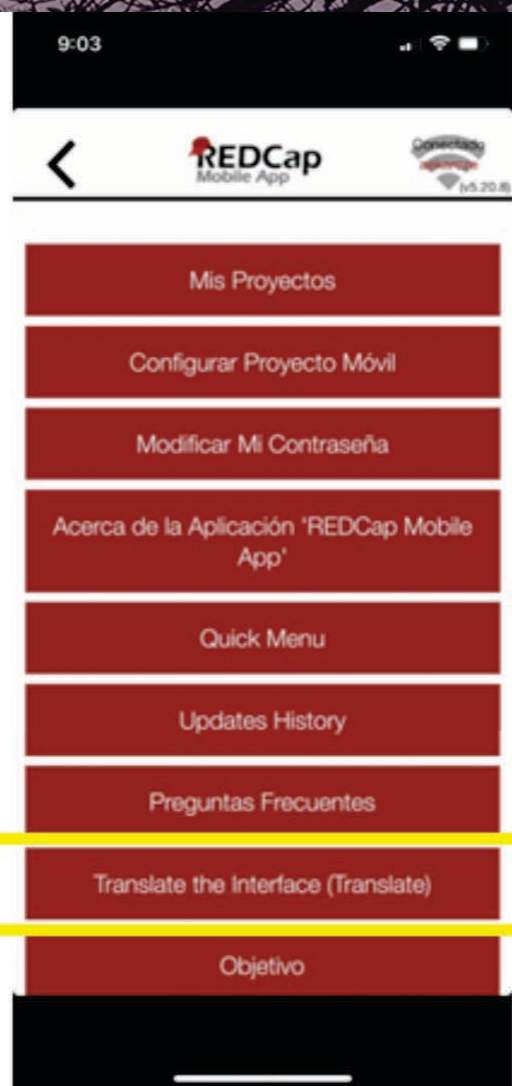 9:03
REDCap
Mobile App
Conectado
(v5.20.8)
Mis Proyectos
Configurar Proyecto Móvil
Modificar Mi Contraseña
Acerca de la Aplicación 'REDCap Mobile
App'
Quick Menu
Updates History
Preguntas Frecuentes
Translate the Interface (Translate)
Objetivo